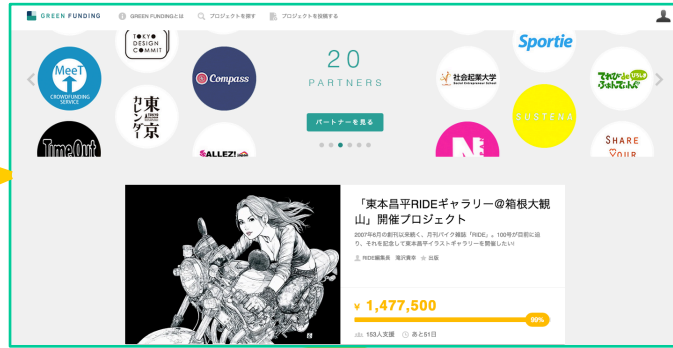 GREEN FUNDING
GREEN FUNDINGとは
プロジェクトを探す
プロジェクトを投稿する
MeeT
CROWDFUNDING
SERVICE
TOKYO
DESIGN
COMMIT
Compass
東京
カレンダー
TimeOut
ALLEZ!
20
PARTNERS
パートナーを見る
社会起業大学
Social Entrepreneur School
Sportie
SUSTENA
SHARE
YOUR
「東本昌平RIDEギャラリー@箱根大観
山」開催プロジェクト
2007年6月の創刊以来続く、月刊バイク雑誌「RIDE」。100号が目前に迫
り、それを記念して東本昌平イラストギャラリーを開催したい!
RIDE編集長 滝沢貴幸 出版
¥ 1,477,500
98%
153人支援 あと51日